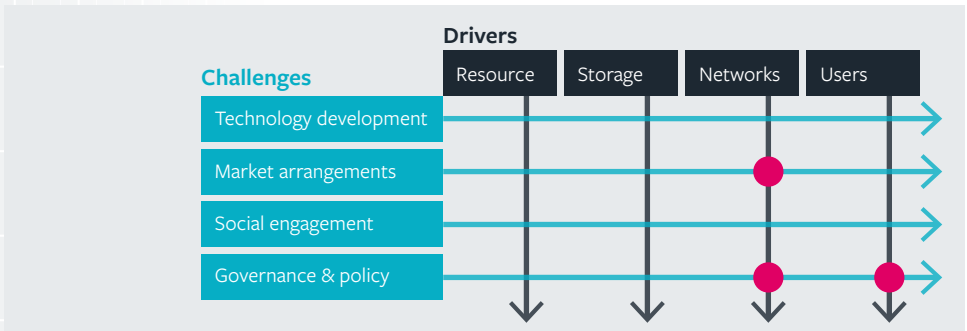 Drivers
Challenges
Resource
Storage
Networks
Users
Technology development
Market arrangements
Social engagement
Governance & policy